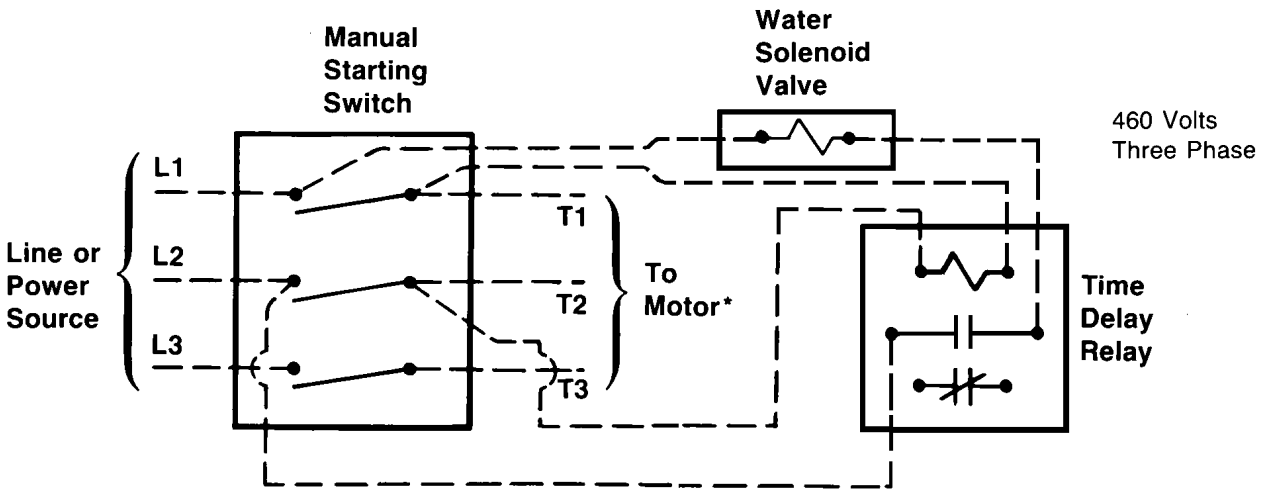 Manual
Starting
Switch
Water
Solenoid
Valve
460 Volts
Three Phase
Line or
Power
Source
L1
L2
L3
T1
T2
T3
To
Motor*
Time
Delay
Relay